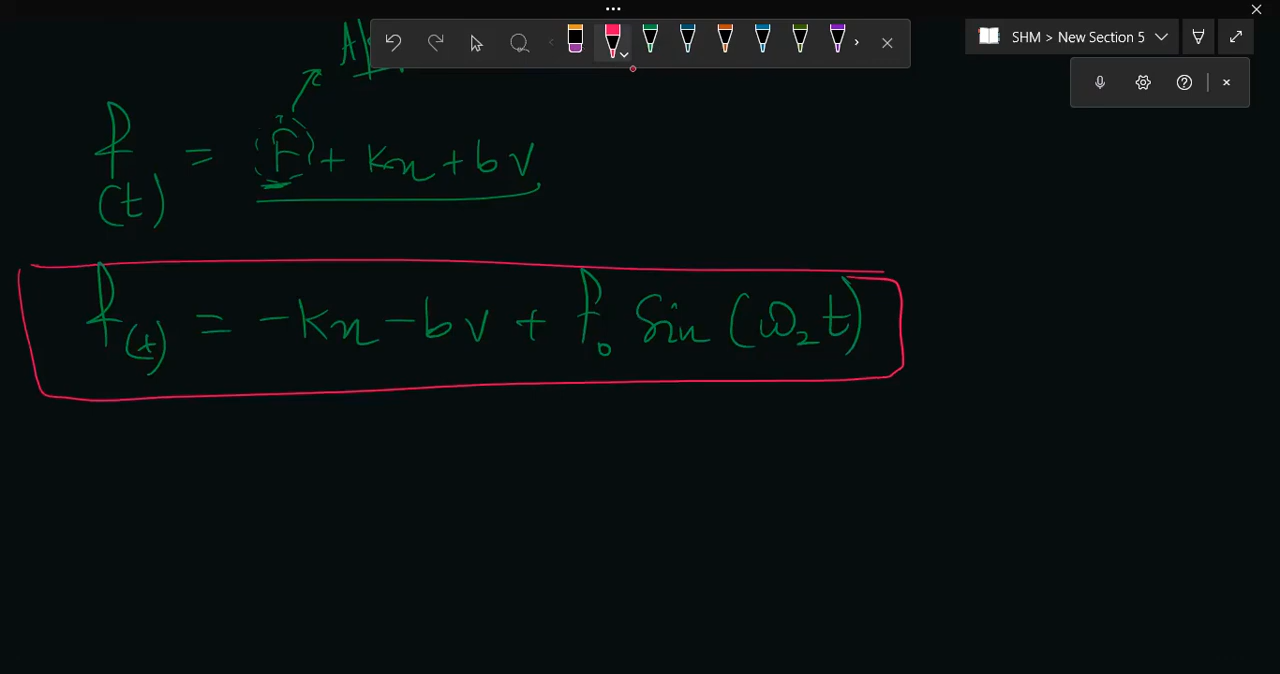 SHM > New Section 5
f(t) = F + kx + bv
f(t) = -kx - bv + f₀ Sin (ω₂t)